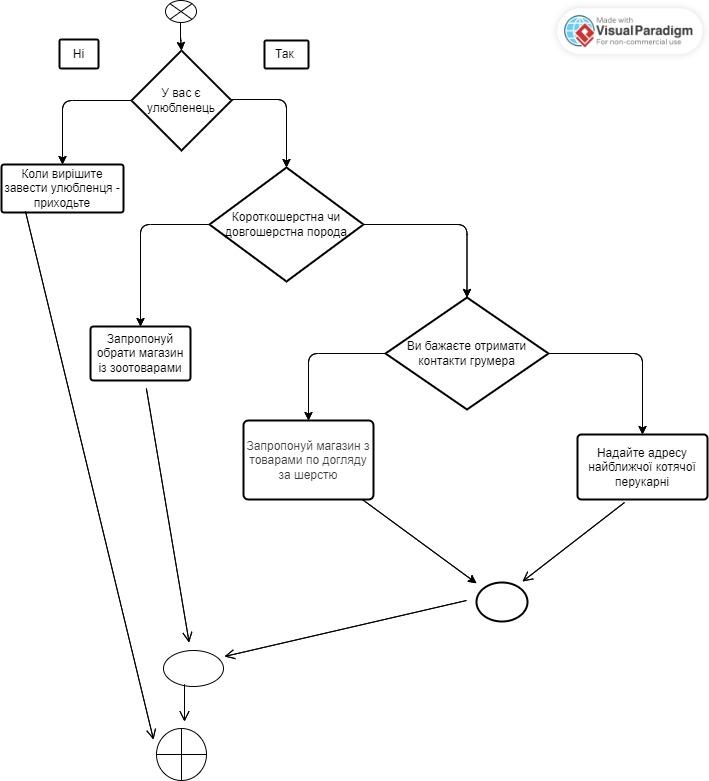 Made with
VisualParadigm
For non-commercial use
Ні
Так
У вас є
улюбленець
Коли вирішите
завести улюбленця -
приходьте
Короткошерстна чи
довгошерстна порода
Запропонуй
обрати магазин
із зоотоварами
Ви бажаєте отримати
контакти грумера
Запропонуй магазин з
товарами по догляду
за шерстю
Надайте адресу
найближчої котячої
перукарні